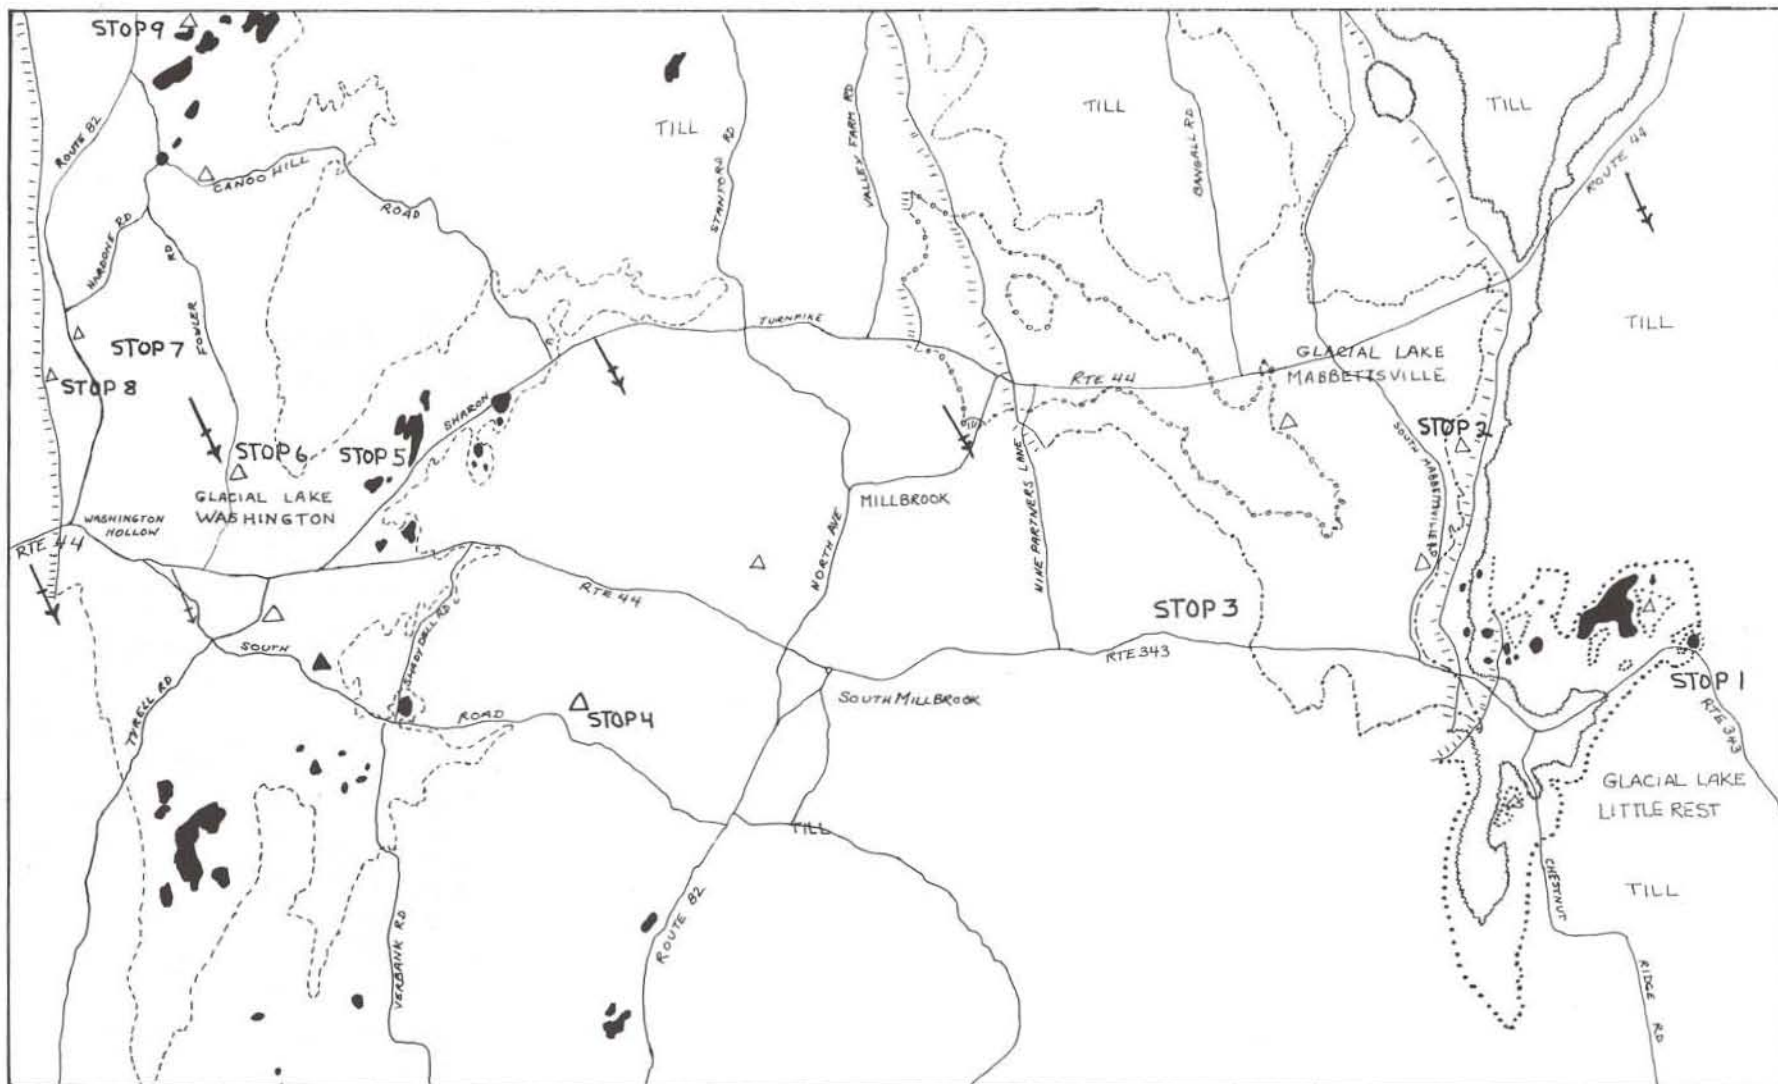 STOP 9
ROUTE 82
CANOO HILL
ROAD
HARDONE RD
FOWLER
RD
TILL
STANFORD RD
VALLEY FARM RD
TILL
BANGALL RD
TILL
ROUTE 44
TILL
STOP 7
STOP 8
STOP 6
STOP 5
SHARON
TURNPIKE
GLACIAL LAKE
WASHINGTON
WASHINGTON
HOLLOW
RTE 44
RTE 44
GLACIAL LAKE
MABBETTSVILLE
STOP 2
SOUTH MABBETTSVILLE RD
MILLBROOK
NORTH AVE
NINE PARTNERS LANE
RTE 44
STOP 3
RTE 343
SOUTH
ROAD
SHADY DELL RD
TYRELL RD
STOP 4
SOUTH MILLBROOK
STOP 1
RTE 343
GLACIAL LAKE
LITTLE REST
TILL
TILL
VERBANK RD
ROUTE 82
CHESTNUT
RIDGE RD